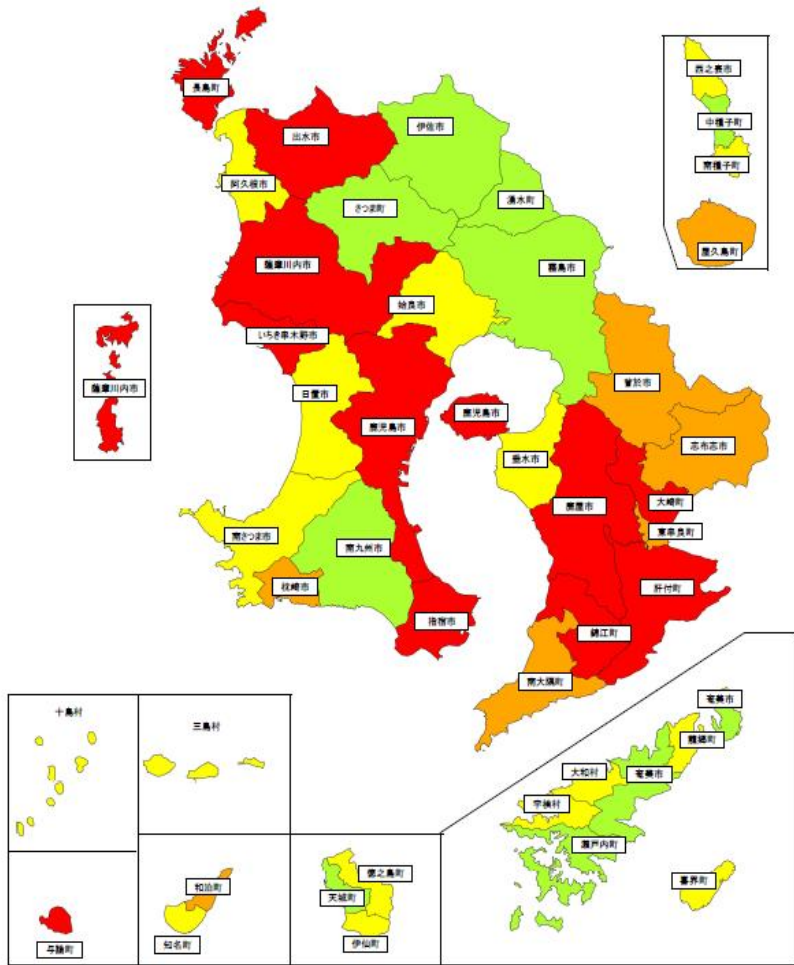 長島町
出水市
伊佐市
西之表市
中種子町
南種子町
阿久根市
さつま町
湧水町
屋久島町
薩摩川内市
霧島市
姶良市
いちき串木野市
薩摩川内市
日置市
曽於市
鹿児島市
鹿児島市
志布志市
垂水市
鹿屋市
大崎町
東串良町
南さつま市
南九州市
枕崎市
肝付町
指宿市
錦江町
南大隅町
十島村
三島村
奄美市
龍郷町
大和村
奄美市
宇検村
瀬戸内町
徳之島町
和泊町
天城町
喜界町
与論町
知名町
伊仙町